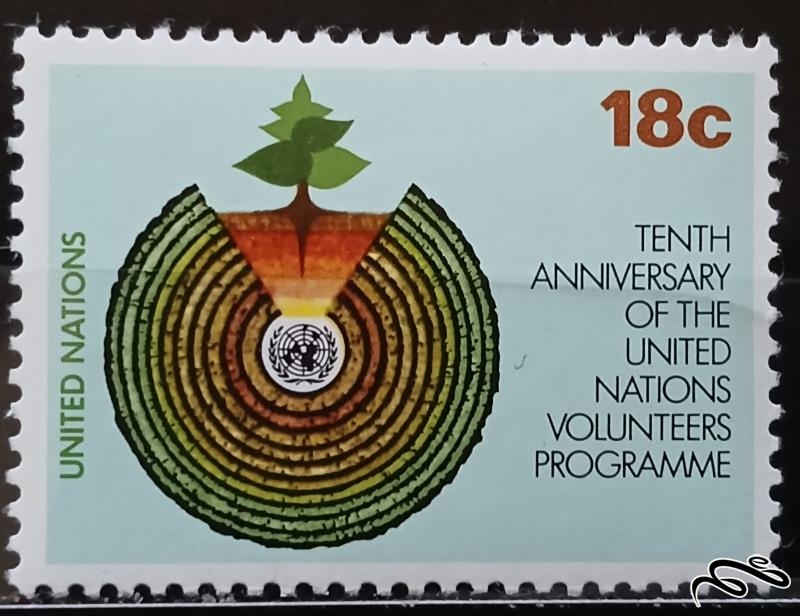 18c
TENTH
ANNIVERSARY
OF THE
UNITED
NATIONS
VOLUNTEERS
PROGRAMME
UNITED NATIONS